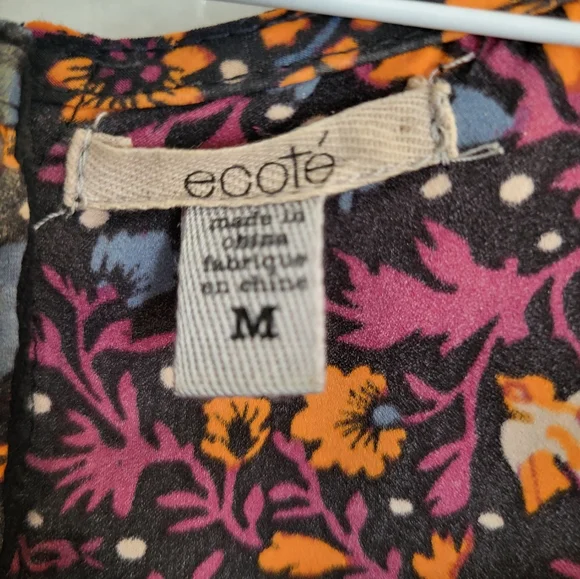 ecoté
made in
china
fabriqué
en chine
M